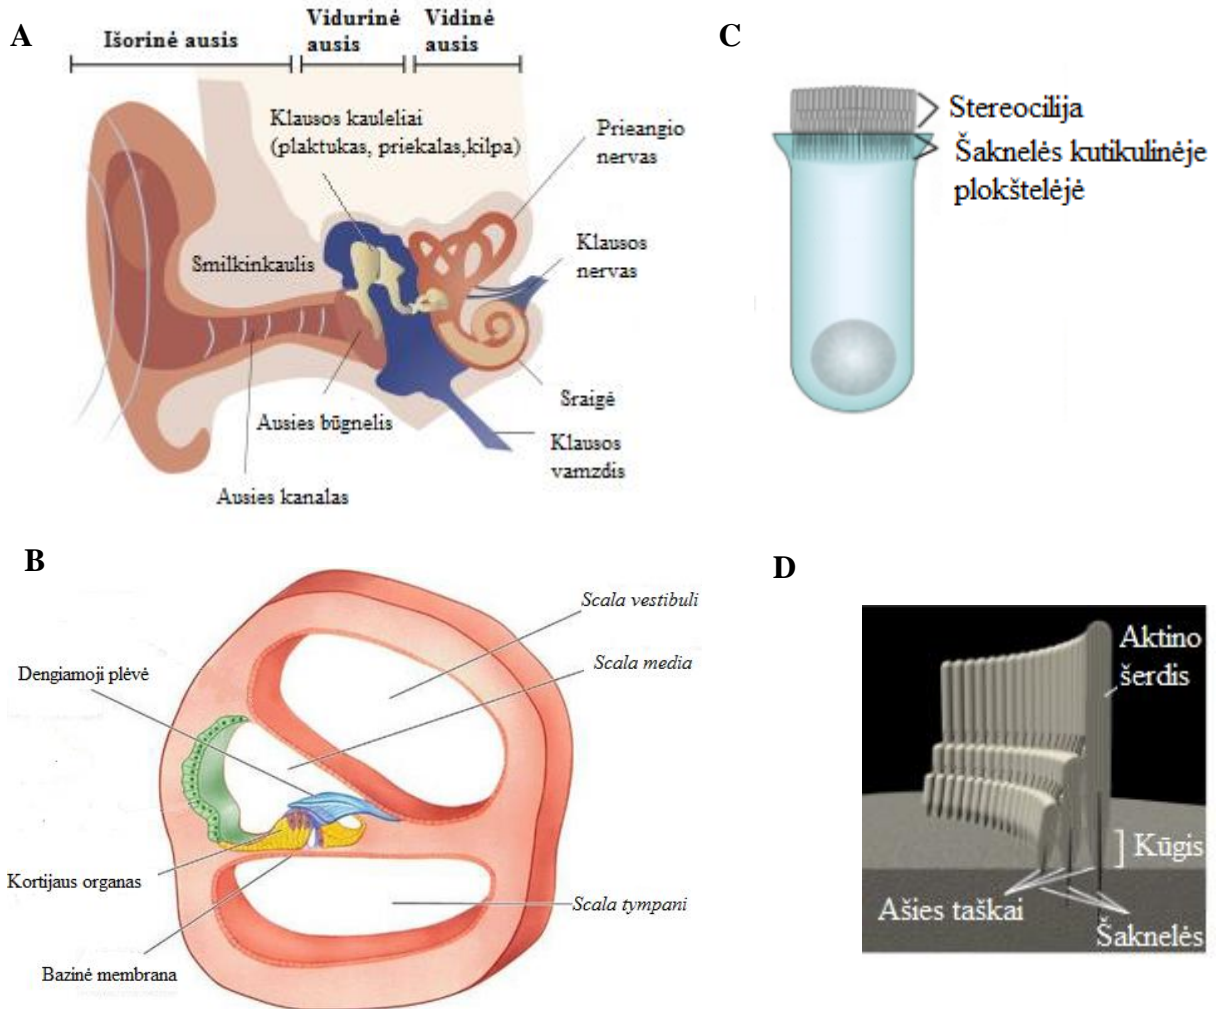 A
Išorinė ausis
Vidurinė
ausis
Vidinė
ausis
Klausos kauleliai
(plaktukas, priekalas,kilpa)
Prieangio
nervas
Smilkinkaulis
Klausos
nervas
Ausies būgnelis
Sraigė
Klausos
vamzdis
Ausies kanalas
C
Stereocilija
Šaknelės kutikulinėje
plokštelėjė
B
Scala vestibuli
Scala media
Dengiamoji plėvė
Kortijaus organas
Scala tympani
Bazinė membrana
D
Aktino
šerdis
Kūgis
Ašies taškai
Šaknelės